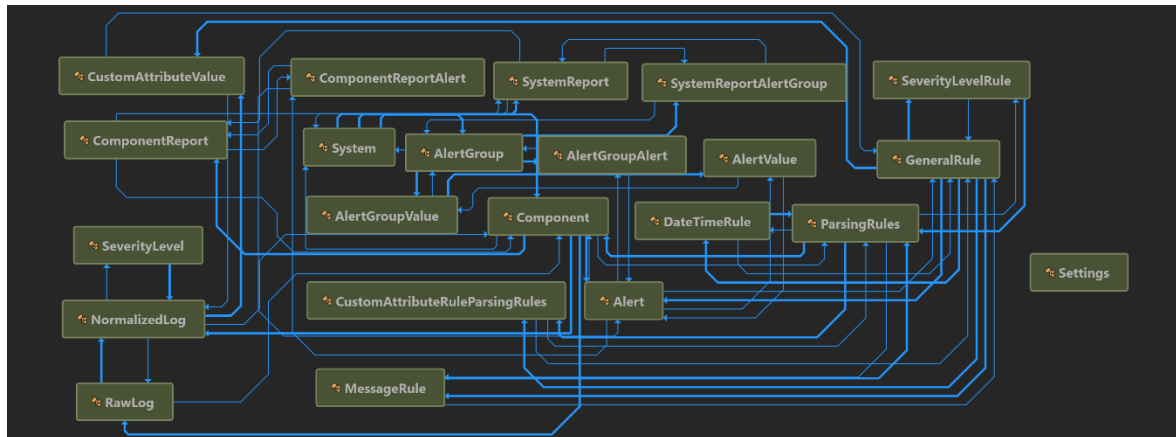 CustomAttributeValue
ComponentReportAlert
SystemReport
SystemReportAlertGroup
SeverityLevelRule
ComponentReport
System
AlertGroup
AlertGroupAlert
AlertValue
GeneralRule
AlertGroupValue
Component
DateTimeRule
ParsingRules
SeverityLevel
Settings
CustomAttributeRuleParsingRules
Alert
NormalizedLog
MessageRule
RawLog